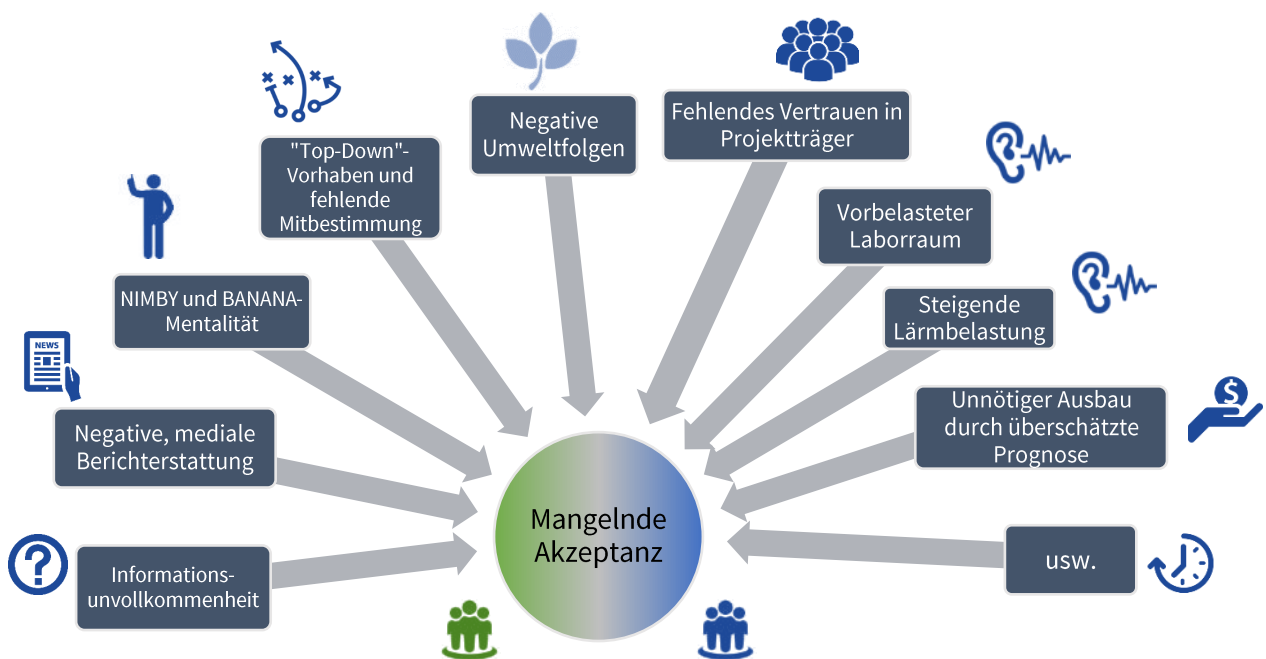 Negative
Umweltfolgen
Fehlendes Vertrauen in
Projektträger
"Top-Down"-
Vorhaben und
fehlende
Mitbestimmung
Vorbelasteter
Laborraum
NIMBY und BANANA-
Mentalität
Steigende
Lärmbelastung
NEWS
Negative, mediale
Berichterstattung
$
Unnötiger Ausbau
durch überschätzte
Prognose
Mangelnde
Akzeptanz
?
Informations-
unvollkommenheit
usw.